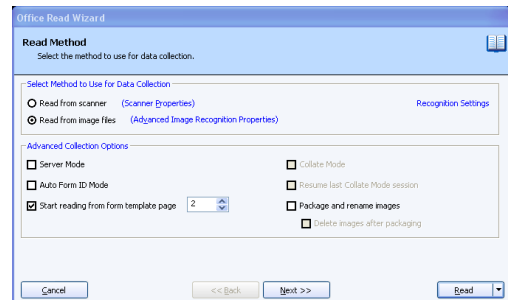 Office Read Wizard
Read Method
Select the method to use for data collection.
Select Method to Use for Data Collection
Read from scanner (Scanner Properties) Recognition Settings
Read from image files (Advanced Image Recognition Properties)
Advanced Collection Options
Server Mode Collate Mode
Auto Form ID Mode Resume last Collate Mode session
Start reading from form template page 2 Package and rename images
Delete images after packaging
Cancel << Back Next >> Read